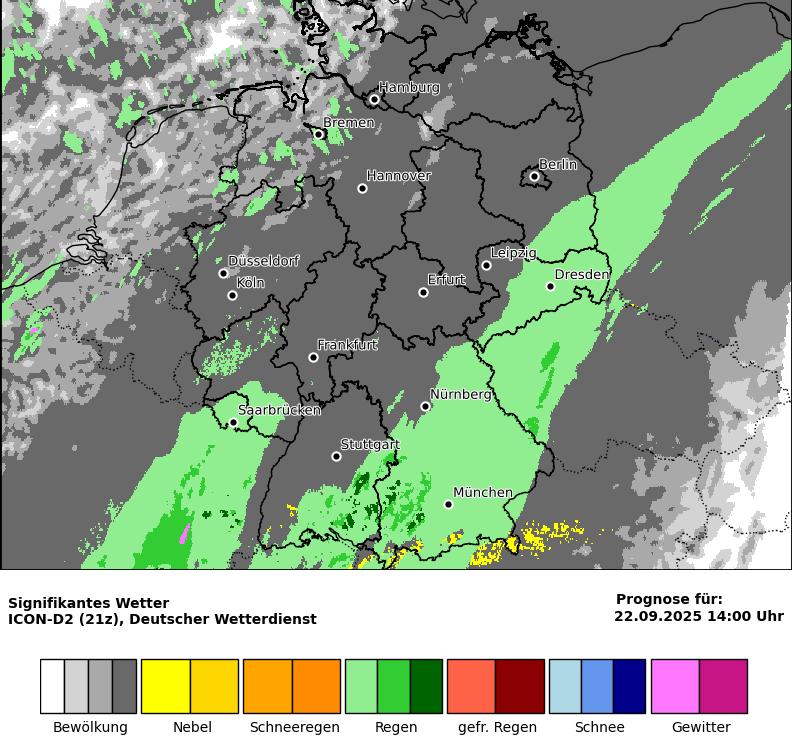 Hamburg
Bremen
Berlin
Hannover
Leipzig
Düsseldorf
Köln
Erfurt
Dresden
Frankfurt
Nürnberg
Saarbrücken
Stuttgart
München
Signifikantes Wetter
ICON-D2 (21z), Deutscher Wetterdienst
Prognose für:
22.09.2025 14:00 Uhr
Bewölkung Nebel Schneeregen Regen gefr. Regen Schnee Gewitter